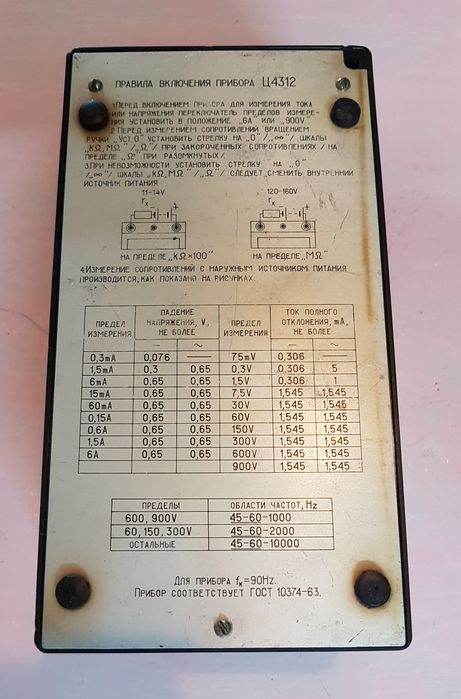 ПРАВИЛА ВКЛЮЧЕНИЯ ПРИБОРА Ц4312
1.ПЕРЕД ВКЛЮЧЕНИЕМ ПРИБОРА ДЛЯ ИЗМЕРЕНИЯ ТОКА
ИЛИ НАПРЯЖЕНИЯ ПЕРЕКЛЮЧАТЕЛЬ ПРЕДЕЛОВ ИЗМЕРЕ-
НИЯ УСТАНОВИТЬ В ПОЛОЖЕНИЕ „6А" ИЛИ „900V"
2.ПЕРЕД ИЗМЕРЕНИЕМ СОПРОТИВЛЕНИЙ ВРАЩЕНИЕМ
РУЧКИ „УСТ.0" УСТАНОВИТЬ СТРЕЛКУ НА „0" /„∞"/ ШКАЛЫ
„kΩ, MΩ" /„Ω"/ ПРИ ЗАКОРОЧЕННЫХ СОПРОТИВЛЕНИЯХ /НА
ПРЕДЕЛЕ „Ω" ПРИ РАЗОМКНУТЫХ/
3.ПРИ НЕВОЗМОЖНОСТИ УСТАНОВИТЬ СТРЕЛКУ НА „0"
/„∞"/ ШКАЛЫ „kΩ, MΩ" /„Ω"/ СЛЕДУЕТ СМЕНИТЬ ВНУТРЕННИЙ
ИСТОЧНИК ПИТАНИЯ
11-14V 120-160V
rx − + rx − +
НА ПРЕДЕЛЕ „kΩ×100" НА ПРЕДЕЛЕ „MΩ"
4.ИЗМЕРЕНИЕ СОПРОТИВЛЕНИЙ С НАРУЖНЫМ ИСТОЧНИКОМ ПИТАНИЯ
ПРОИЗВОДИТСЯ, КАК ПОКАЗАНО НА РИСУНКАХ.
ПРЕДЕЛ ИЗМЕРЕНИЯ ПАДЕНИЕ НАПРЯЖЕНИЯ, V, НЕ БОЛЕЕ ПРЕДЕЛ ИЗМЕРЕНИЯ ТОК ПОЛНОГО ОТКЛОНЕНИЯ, mA, НЕ БОЛЕЕ
— ~ — ~
0,3mA 0,076 — 75mV 0,306 —
1,5mA 0,3 0,65 0,3V 0,306 5
6mA 0,65 0,65 1,5V 0,306 1
15mA 0,65 0,65 7,5V 1,545 1,545
60mA 0,65 0,65 30V 1,545 1,545
0,15A 0,65 0,65 60V 1,545 1,545
0,6A 0,65 0,65 150V 1,545 1,545
1,5A 0,65 0,65 300V 1,545 1,545
6A 0,65 0,65 600V 1,545 1,545
900V 1,545 1,545
ПРЕДЕЛЫ ОБЛАСТИ ЧАСТОТ, Hz
600, 900V 45-60-1000
60, 150, 300V 45-60-2000
ОСТАЛЬНЫЕ 45-60-10000
ДЛЯ ПРИБОРА fк=90Hz.
ПРИБОР СООТВЕТСТВУЕТ ГОСТ 10374-63.